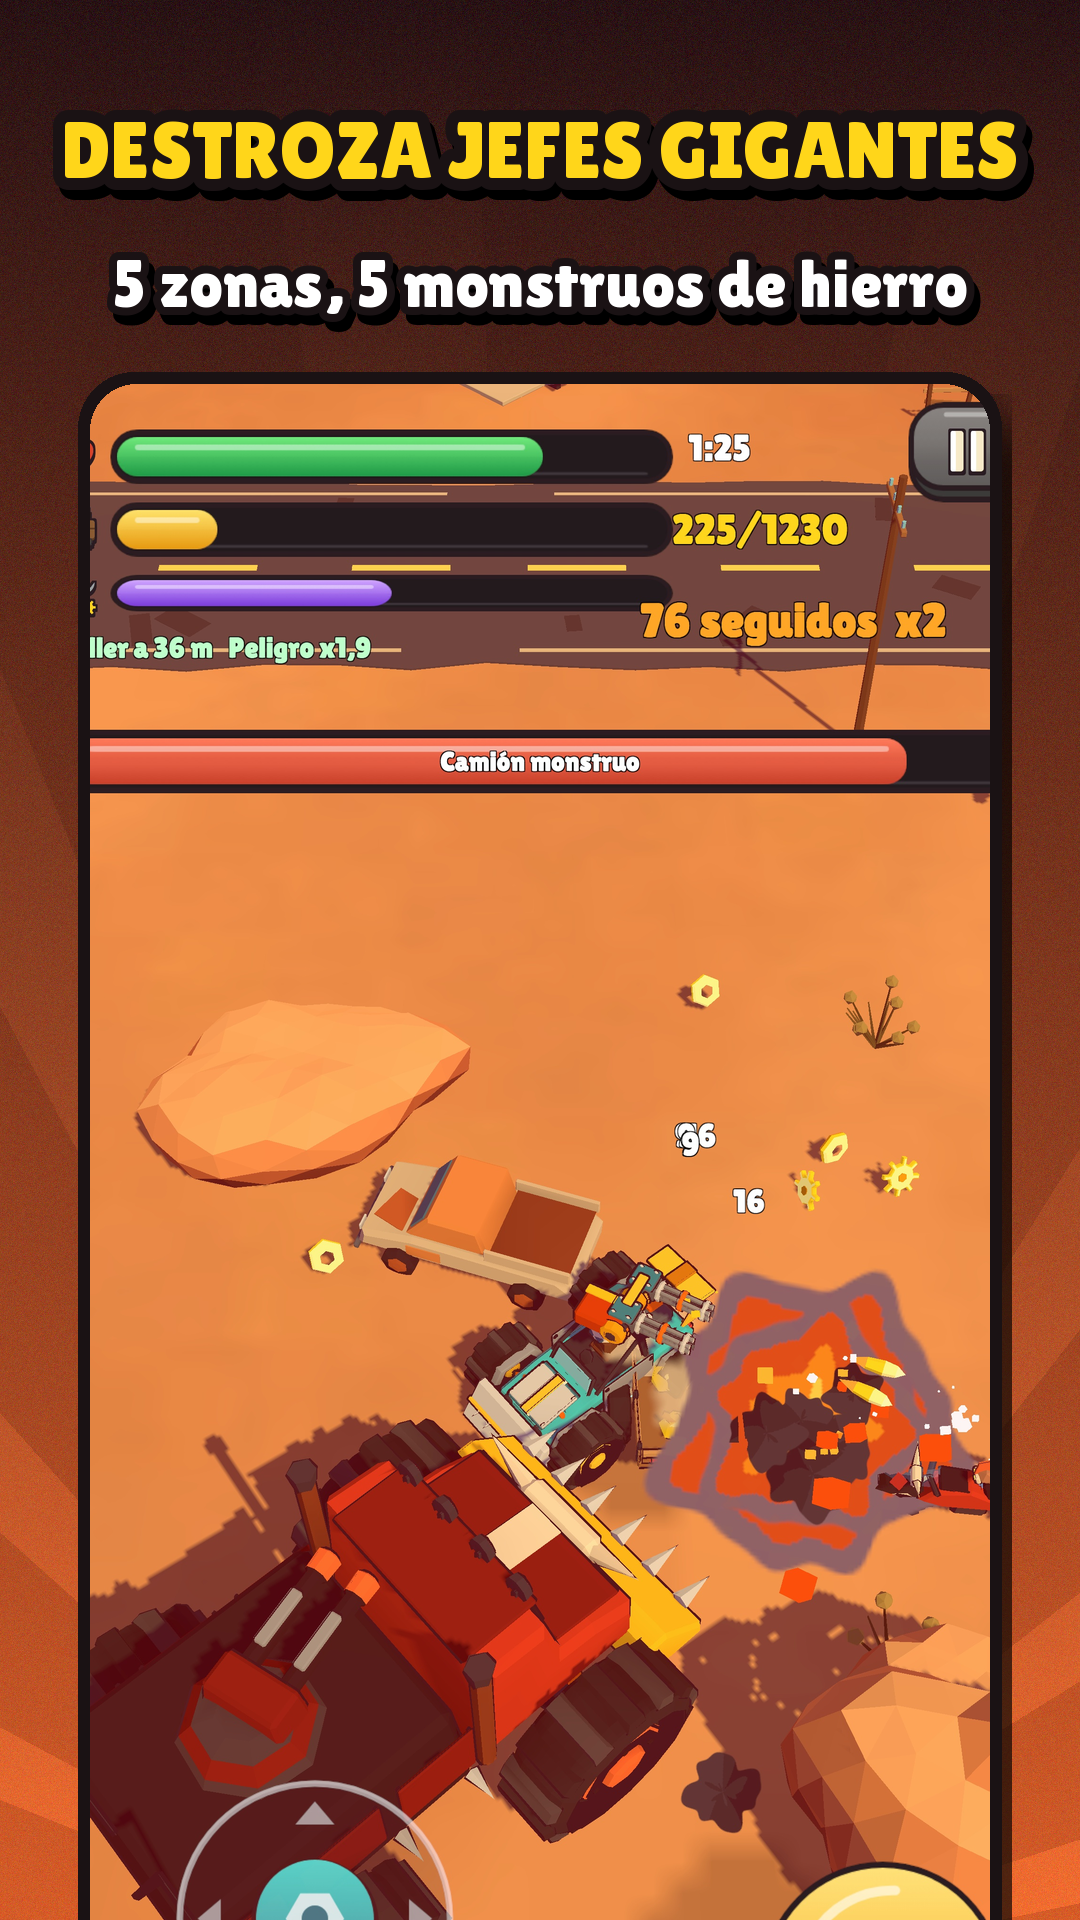 DESTROZA JEFES GIGANTES
5 zonas, 5 monstruos de hierro
1:25
225/1230
76 seguidos x2
ller a 36 m Peligro x1,9
Camión monstruo
16